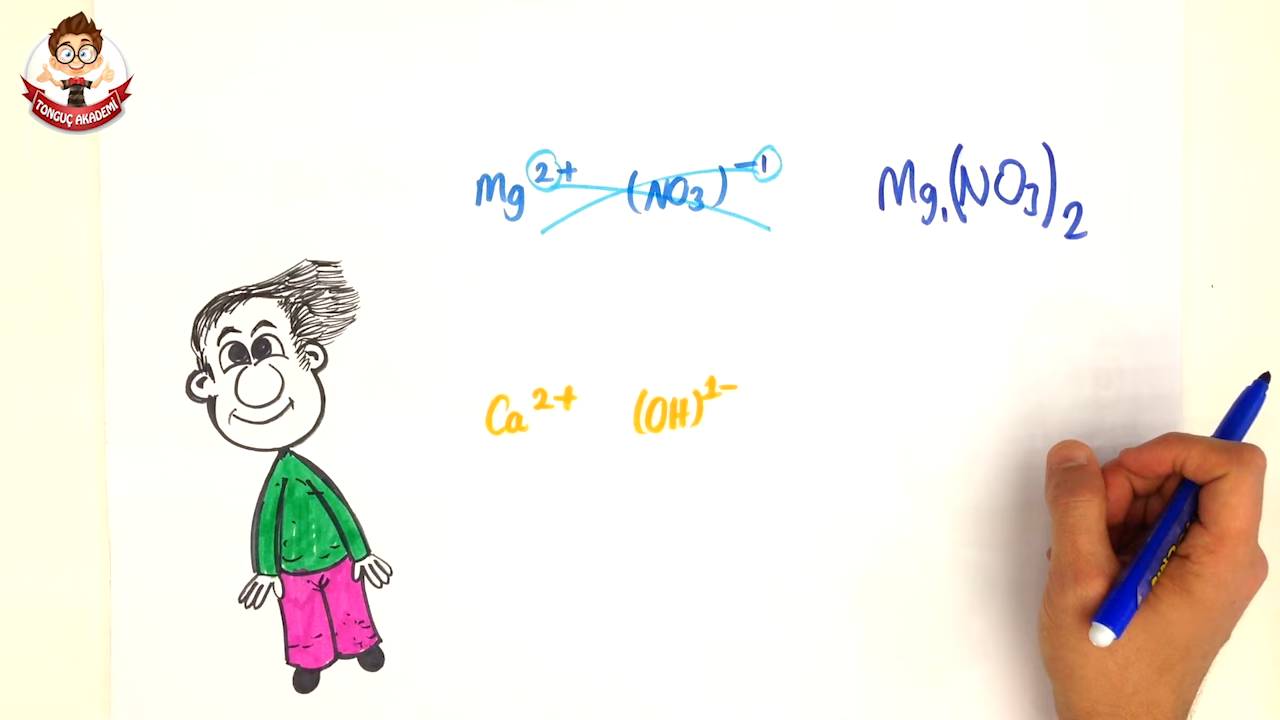 TONGUÇ AKADEMİ
Mg²⁺ (NO₃)⁻¹ Mg₁(NO₃)₂
Ca²⁺ (OH)¹⁻